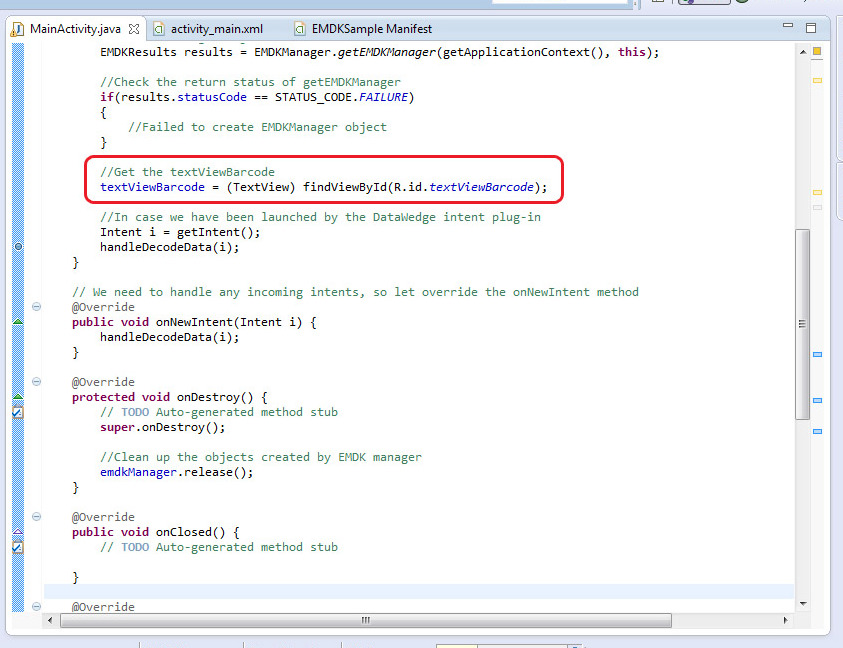 MainActivity.java
activity_main.xml
EMDKSample Manifest
EMDKResults results = EMDKManager.getEMDKManager(getApplicationContext(), this);
//Check the return status of getEMDKManager
if(results.statusCode == STATUS_CODE.FAILURE)
{
//Failed to create EMDKManager object
}
//Get the textViewBarcode
textViewBarcode = (TextView) findViewById(R.id.textViewBarcode);
//In case we have been launched by the DataWedge intent plug-in
Intent i = getIntent();
handleDecodeData(i);
}
// We need to handle any incoming intents, so let override the onNewIntent method
@Override
public void onNewIntent(Intent i) {
handleDecodeData(i);
}
@Override
protected void onDestroy() {
// TODO Auto-generated method stub
super.onDestroy();
//Clean up the objects created by EMDK manager
emdkManager.release();
}
@Override
public void onClosed() {
// TODO Auto-generated method stub
}
@Override